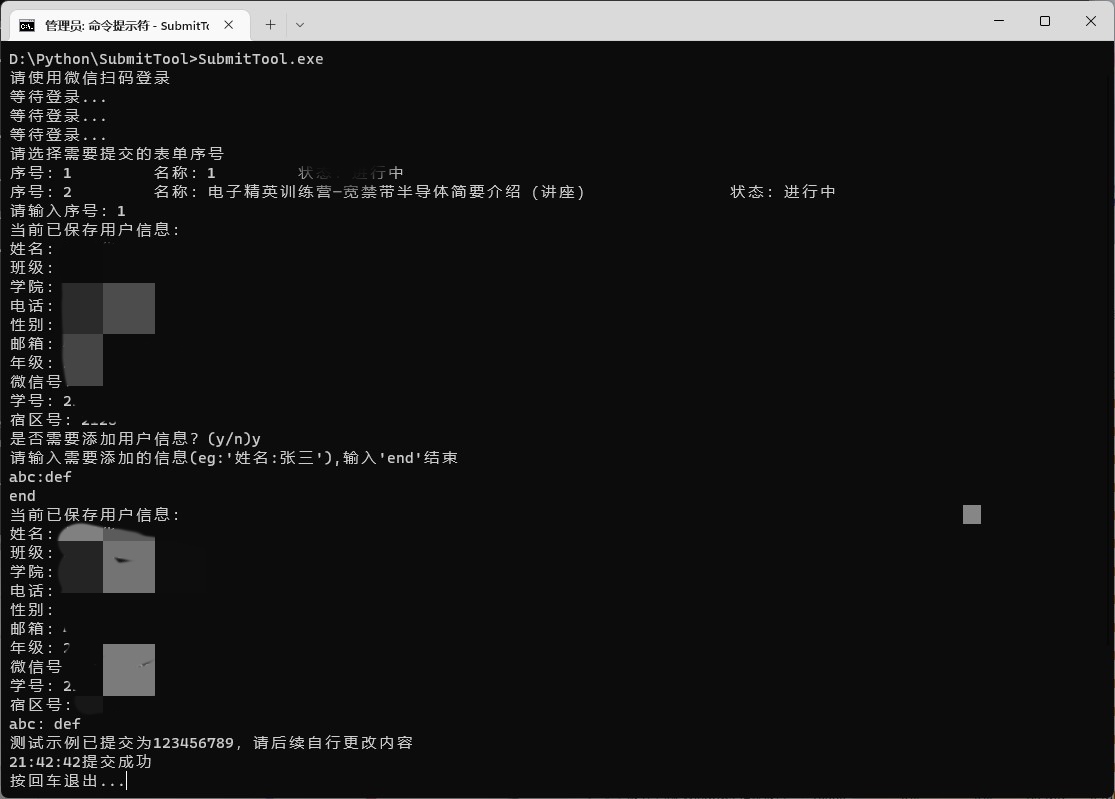 管理员: 命令提示符 - SubmitTo
D:\Python\SubmitTool>SubmitTool.exe
请使用微信扫码登录
等待登录...
等待登录...
等待登录...
请选择需要提交的表单序号
序号: 1 名称: 1 状态: 进行中
序号: 2 名称: 电子精英训练营—宽禁带半导体简要介绍 (讲座) 状态: 进行中
请输入序号: 1
当前已保存用户信息:
姓名:
班级:
学院:
电话:
性别:
邮箱:
年级:
微信号
学号: 2
宿区号:
是否需要添加用户信息? (y/n)y
请输入需要添加的信息(eg:'姓名:张三'),输入'end'结束
abc:def
end
当前已保存用户信息:
姓名:
班级:
学院:
电话:
性别:
邮箱:
年级:
微信号
学号: 2
宿区号:
abc: def
测试示例已提交为123456789, 请后续自行更改内容
21:42:42提交成功
按回车退出...